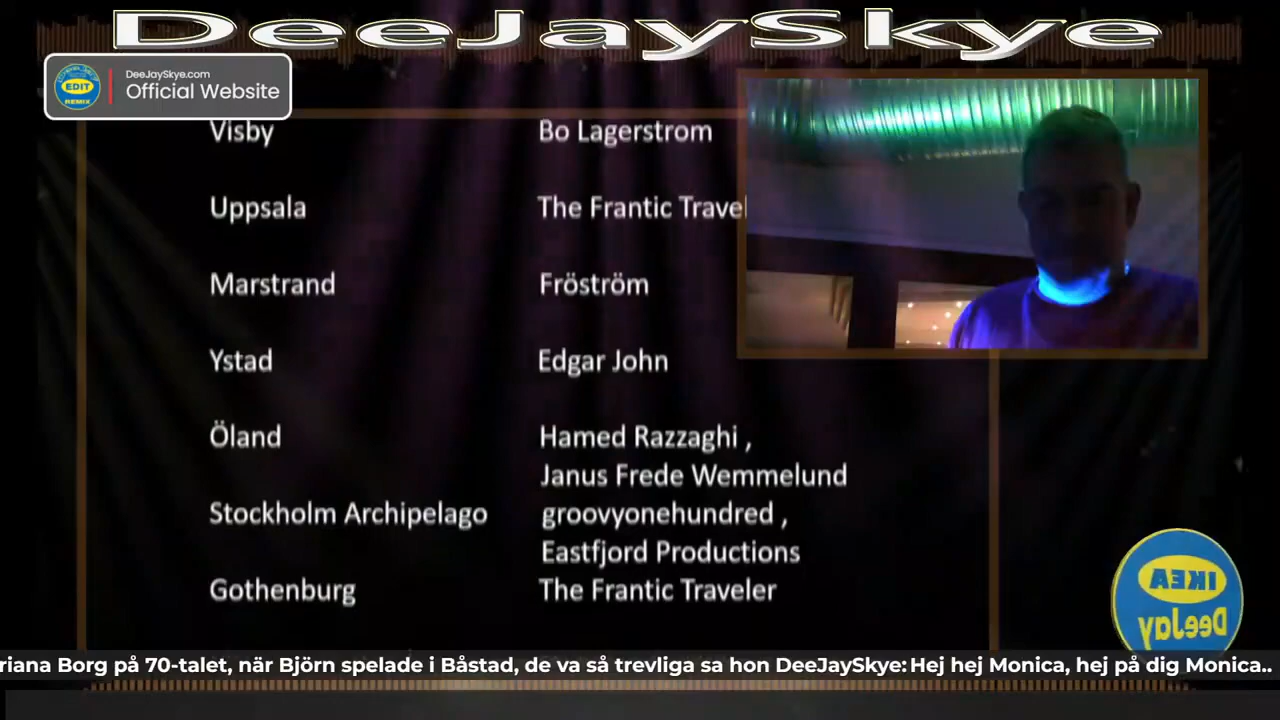 DeeJaySkye
DeeJaySkye.com
Official Website
EDIT
REMIX
Visby Bo Lagerstrom
Uppsala The Frantic Travel
Marstrand Fröström
Ystad Edgar John
Öland Hamed Razzaghi ,
Janus Frede Wemmelund
Stockholm Archipelago groovyonehundred ,
Eastfjord Productions
Gothenburg The Frantic Traveler
IKEA
DeeJay
riana Borg på 70-talet, när Björn spelade i Båstad, de va så trevliga sa hon DeeJaySkye: Hej hej Monica, hej på dig Monica..